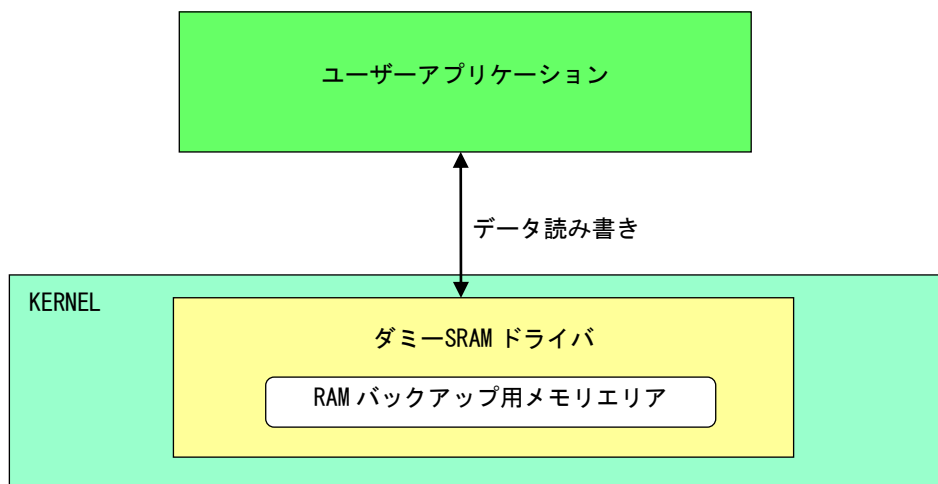 ユーザーアプリケーション
データ読み書き
KERNEL
ダミーSRAM ドライバ
RAM バックアップ用メモリエリア